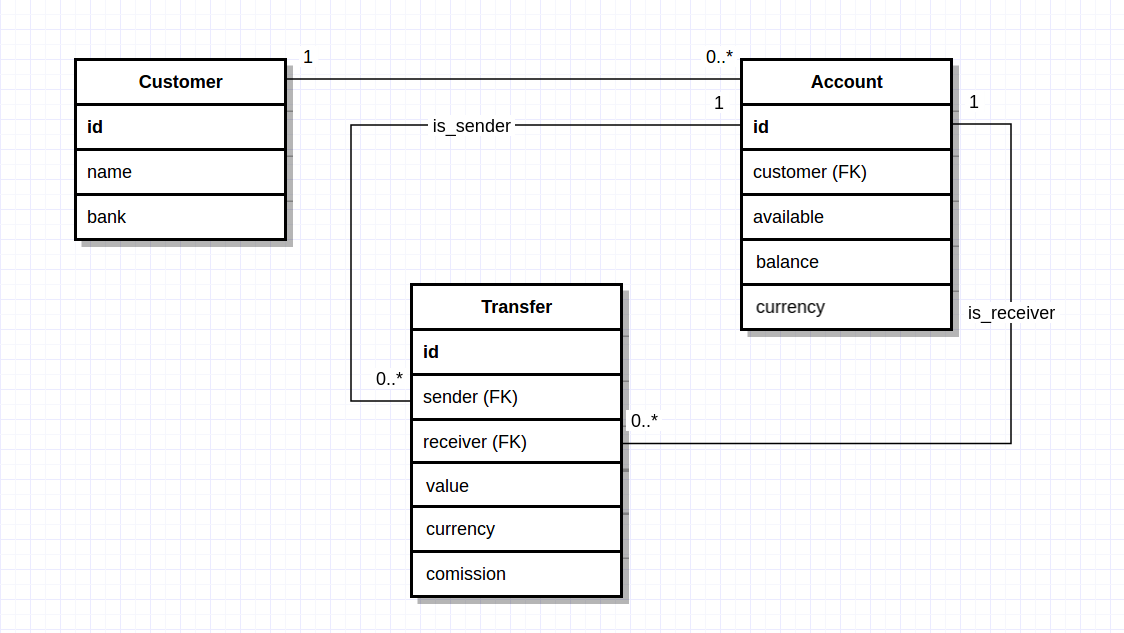 1
0..*
Customer
id
name
bank
Account
id
customer (FK)
available
balance
currency
1
is_sender
1
is_receiver
Transfer
id
sender (FK)
receiver (FK)
value
currency
comission
0..*
0..*